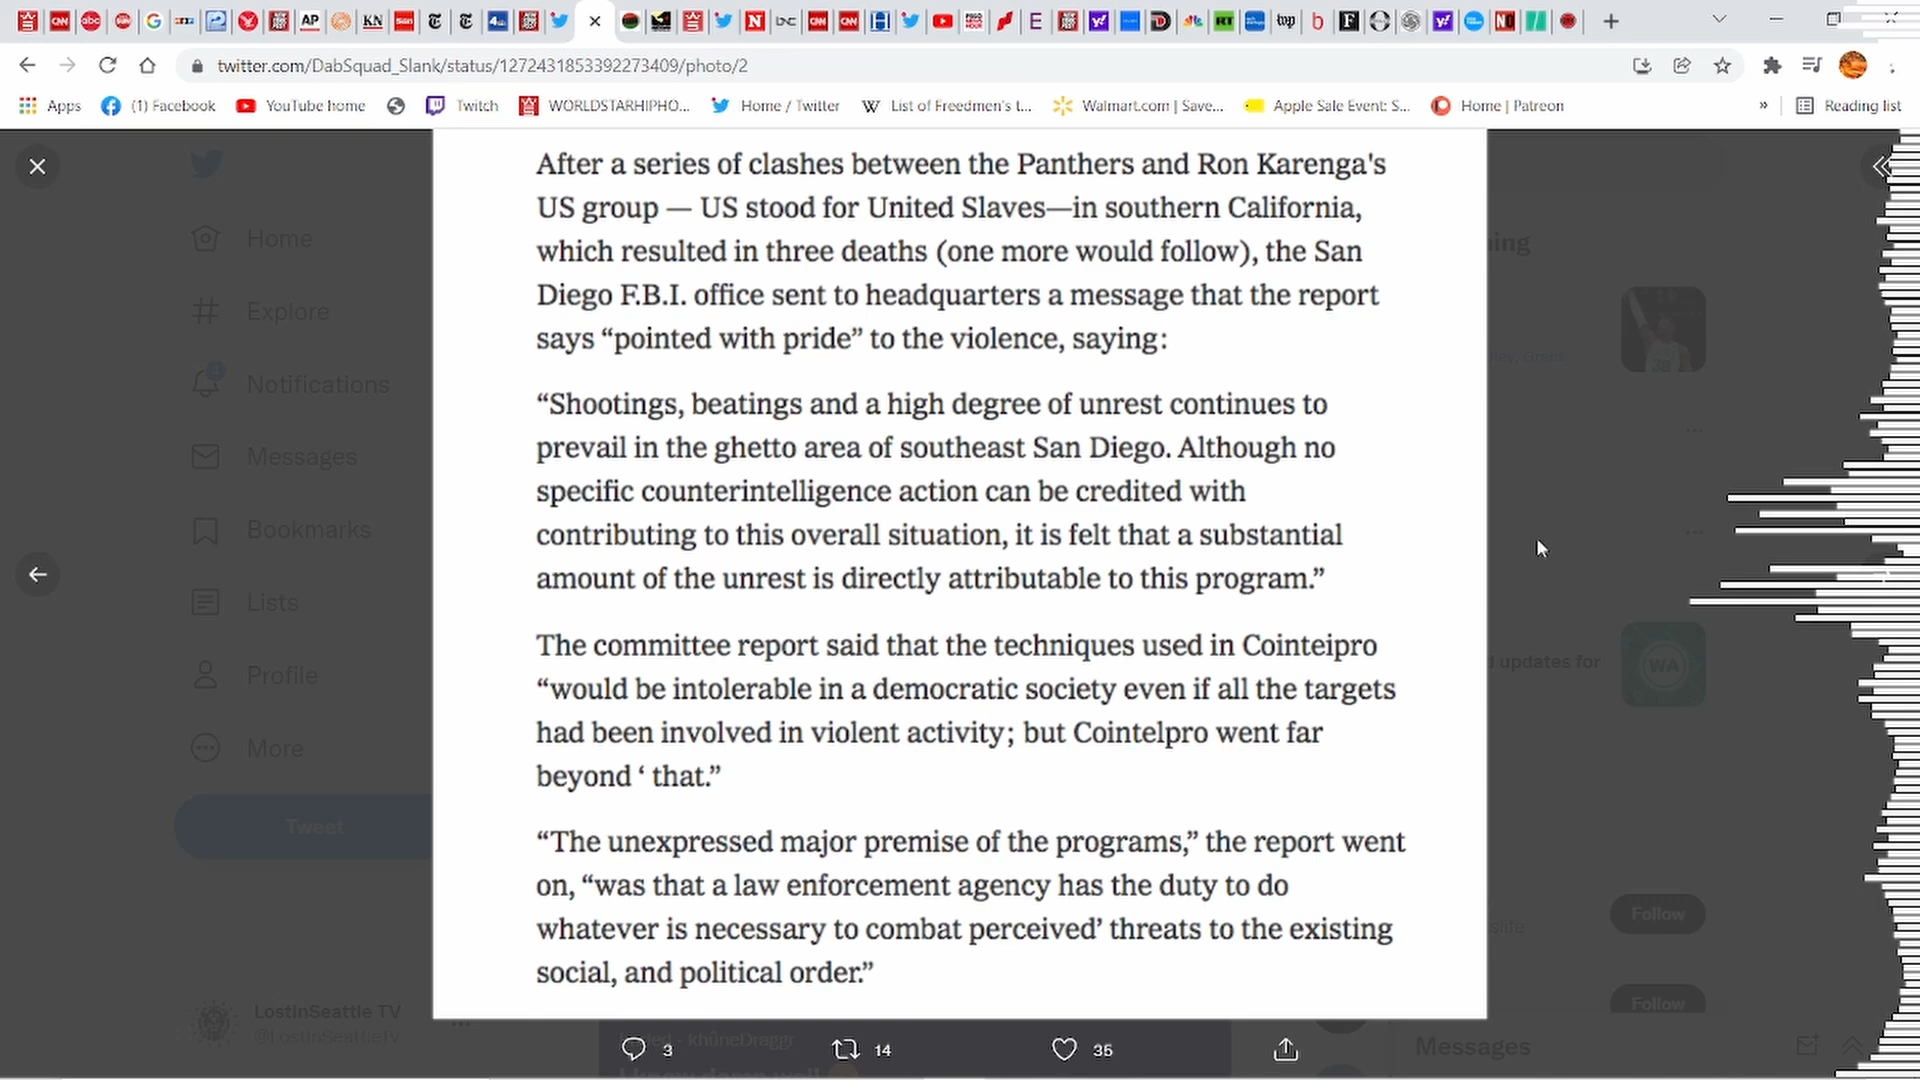 twitter.com/DabSquad_Slank/status/1272431853392273409/photo/2
Apps
(1) Facebook
YouTube home
Twitch
WORLDSTARHIPHO...
Home / Twitter
List of Freedmen's t...
Walmart.com | Save...
Apple Sale Event: S...
Home | Patreon
»
Reading list
After a series of clashes between the Panthers and Ron Karenga's
US group — US stood for United Slaves—in southern California,
which resulted in three deaths (one more would follow), the San
Diego F.B.I. office sent to headquarters a message that the report
says “pointed with pride” to the violence, saying:
“Shootings, beatings and a high degree of unrest continues to
prevail in the ghetto area of southeast San Diego. Although no
specific counterintelligence action can be credited with
contributing to this overall situation, it is felt that a substantial
amount of the unrest is directly attributable to this program.”
The committee report said that the techniques used in Cointeipro
“would be intolerable in a democratic society even if all the targets
had been involved in violent activity; but Cointelpro went far
beyond ‘ that.”
“The unexpressed major premise of the programs,” the report went
on, “was that a law enforcement agency has the duty to do
whatever is necessary to combat perceived’ threats to the existing
social, and political order.”
Home
Explore
Notifications
Messages
Bookmarks
Lists
Profile
More
Tweet
LostInSeattle TV
@LostInSeattleTv
3
14
35
updates for
WA
Follow
Follow
Messages